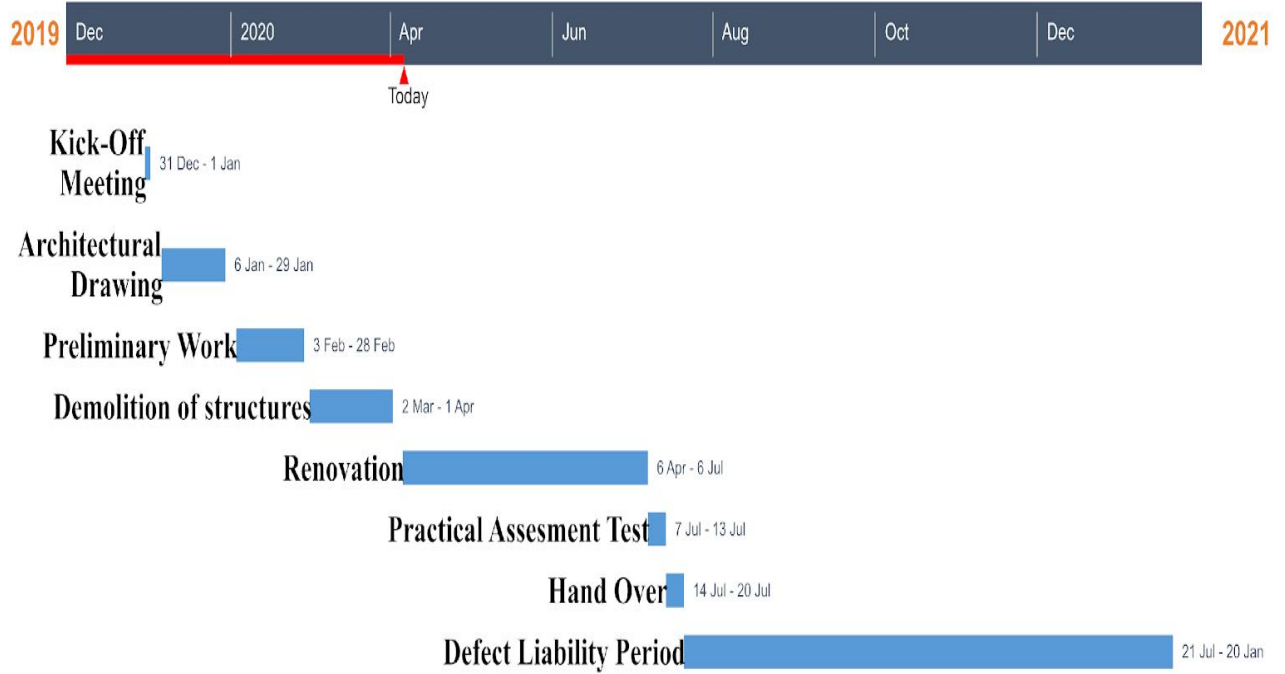 2019 Dec 2020 Apr Jun Aug Oct Dec 2021
Today
Kick-Off
Meeting
31 Dec - 1 Jan
Architectural
Drawing
6 Jan - 29 Jan
Preliminary Work
3 Feb - 28 Feb
Demolition of structures
2 Mar - 1 Apr
Renovation
6 Apr - 6 Jul
Practical Assesment Test
7 Jul - 13 Jul
Hand Over
14 Jul - 20 Jul
Defect Liability Period
21 Jul - 20 Jan